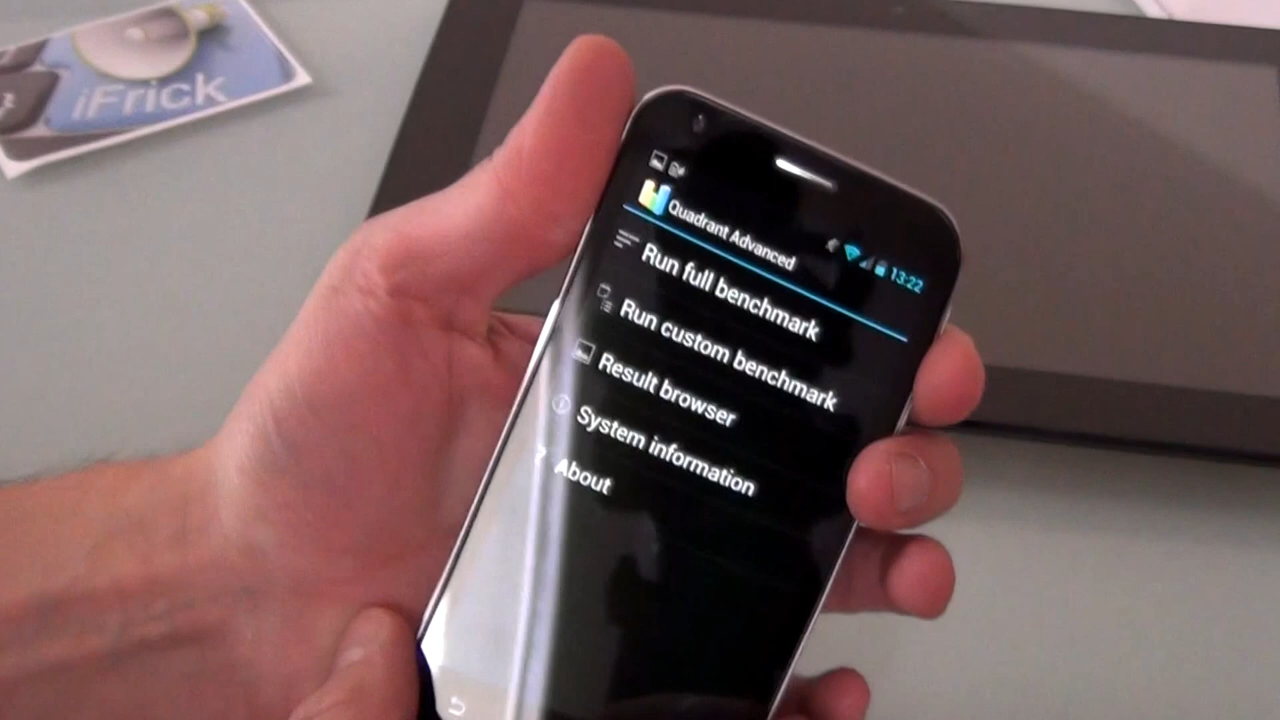 iFrick
Quadrant Advanced
13:22
Run full benchmark
Run custom benchmark
Result browser
System information
About